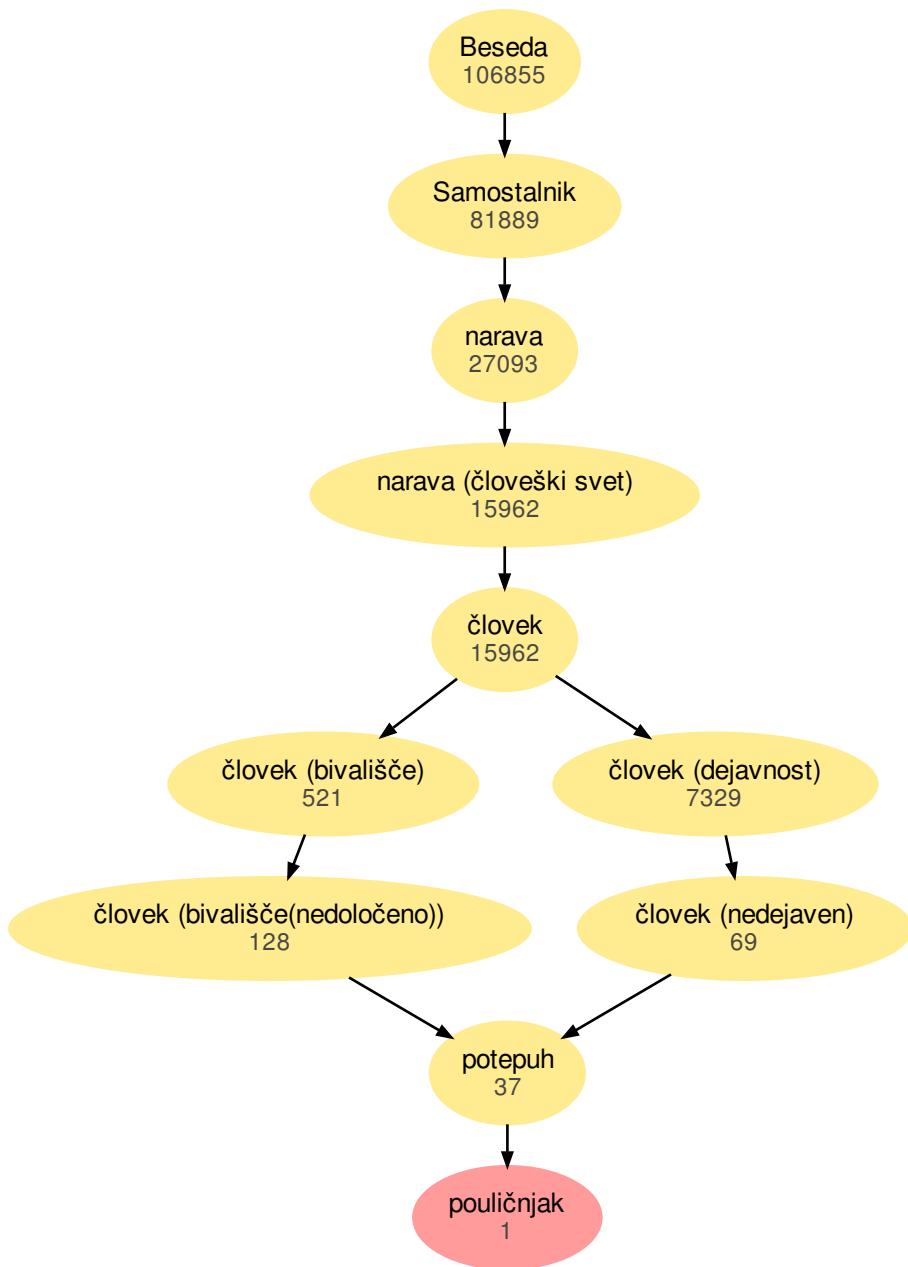 Beseda
106855
Samostalnik
81889
narava
27093
narava (človeški svet)
15962
človek
15962
človek (bivališče)
521
človek (dejavnost)
7329
človek (bivališče(nedoločeno))
128
človek (nedejaven)
69
potepuh
37
pouličnjak
1